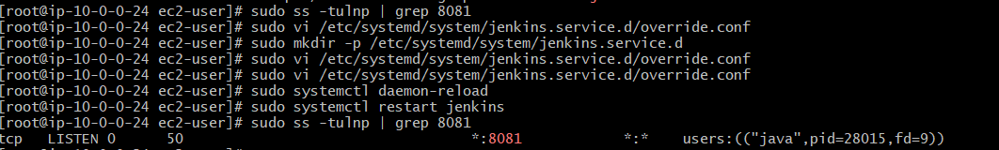 [root@ip-10-0-0-24 ec2-user]# sudo ss -tulnp | grep 8081
[root@ip-10-0-0-24 ec2-user]# sudo vi /etc/systemd/system/jenkins.service.d/override.conf
[root@ip-10-0-0-24 ec2-user]# sudo mkdir -p /etc/systemd/system/jenkins.service.d
[root@ip-10-0-0-24 ec2-user]# sudo vi /etc/systemd/system/jenkins.service.d/override.conf
[root@ip-10-0-0-24 ec2-user]# sudo vi /etc/systemd/system/jenkins.service.d/override.conf
[root@ip-10-0-0-24 ec2-user]# sudo systemctl daemon-reload
[root@ip-10-0-0-24 ec2-user]# sudo systemctl restart jenkins
[root@ip-10-0-0-24 ec2-user]# sudo ss -tulnp | grep 8081
tcp   LISTEN 0      50                                  *:8081             *:*    users:(("java",pid=28015,fd=9))